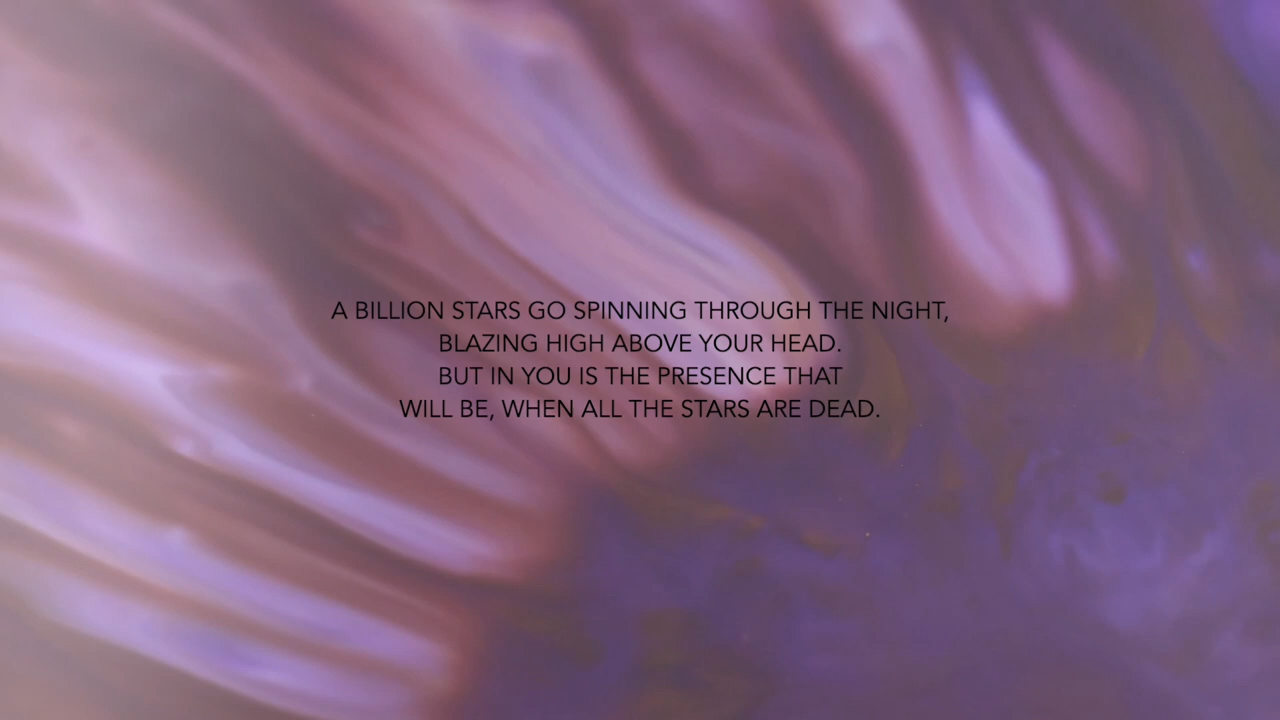 A BILLION STARS GO SPINNING THROUGH THE NIGHT,
BLAZING HIGH ABOVE YOUR HEAD.
BUT IN YOU IS THE PRESENCE THAT
WILL BE, WHEN ALL THE STARS ARE DEAD.